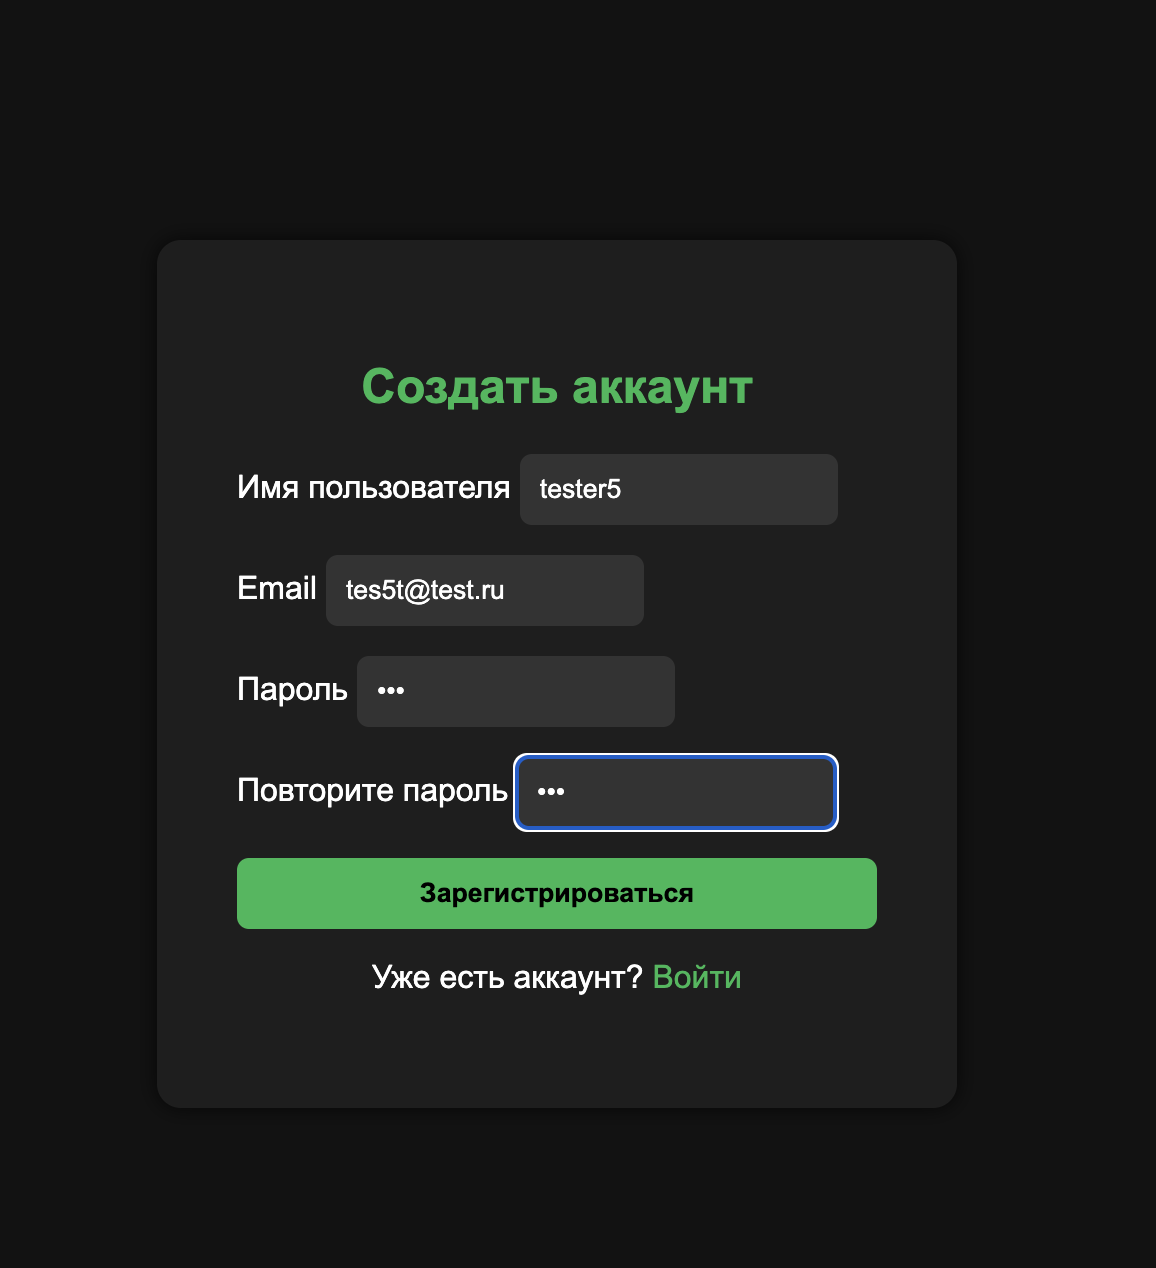 Создать аккаунт
Имя пользователя tester5
Email tes5t@test.ru
Пароль •••
Повторите пароль •••
Зарегистрироваться
Уже есть аккаунт? Войти